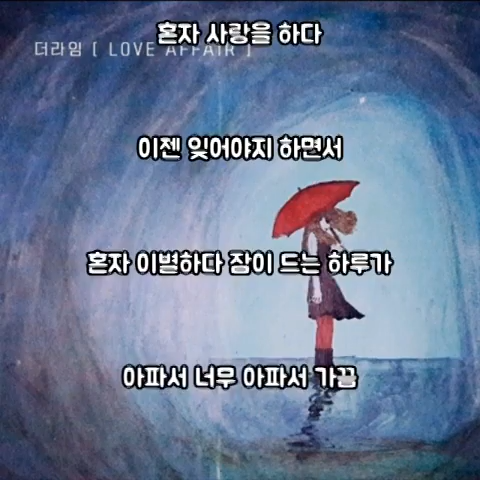 혼자 사랑을 하다
더라임 [ LOVE AFFAIR ]
이젠 잊어야지 하면서
혼자 이별하다 잠이 드는 하루가
아파서 너무 아파서 가끔